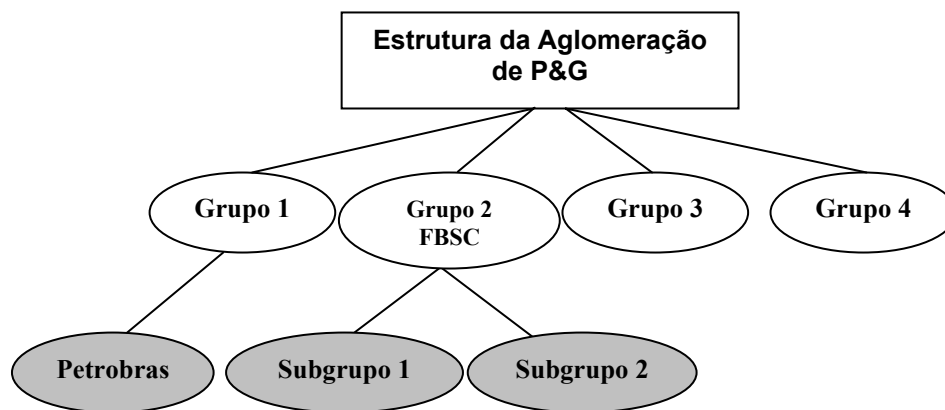 Estrutura da Aglomeração
de P&G
Grupo 1
Grupo 2
FBSC
Grupo 3
Grupo 4
Petrobras
Subgrupo 1
Subgrupo 2